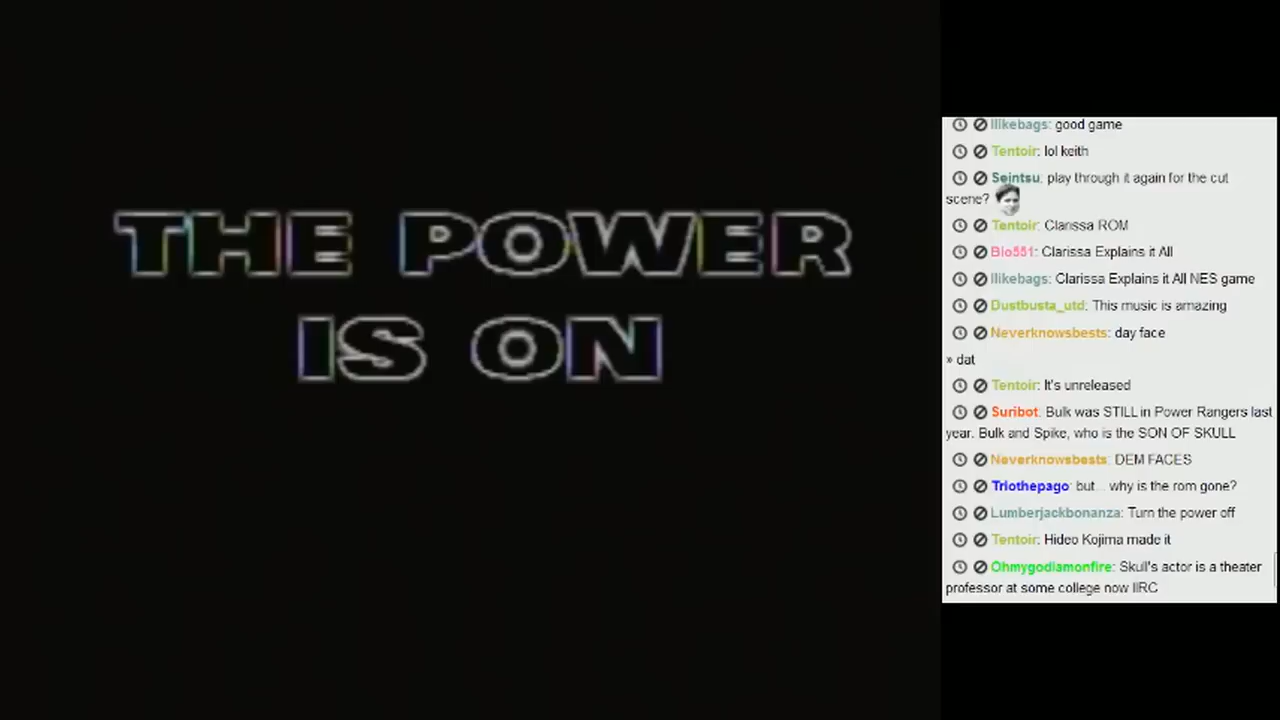 THE POWER
IS ON
Ilikebags: good game
Tentoir: lol keith
Seintsu: play through it again for the cut
scene?
Tentoir: Clarissa ROM
Blo551: Clarissa Explains it All
Ilikebags: Clarissa Explains it All NES game
Dustbusta_utd: This music is amazing
Neverknowsbests: day face
» dat
Tentoir: It's unreleased
Suribot: Bulk was STILL in Power Rangers last
year. Bulk and Spike, who is the SON OF SKULL
Neverknowsbests: DEM FACES
Triothepago: but... why is the rom gone?
Lumberjackbonanza: Turn the power off
Tentoir: Hideo Kojima made it
Ohmygodiamonfire: Skull's actor is a theater
professor at some college now IIRC